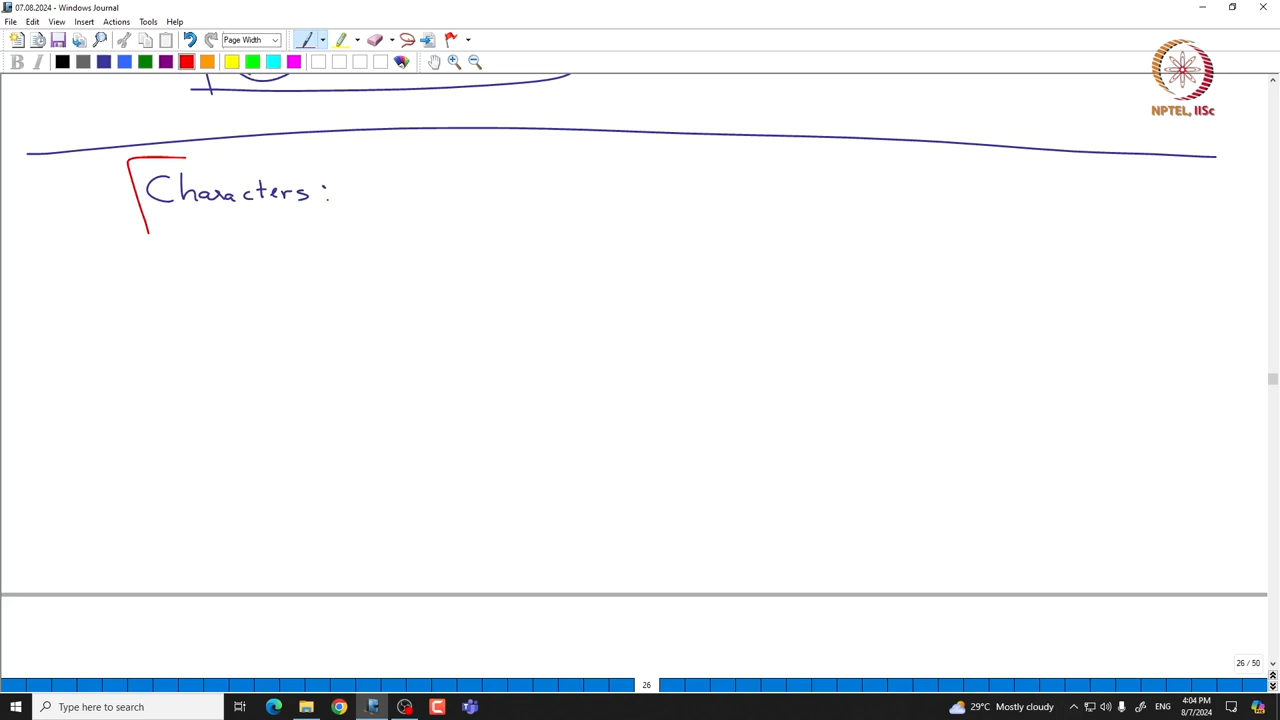 07.08.2024 - Windows Journal
File Edit View Insert Actions Tools Help
Page Width
B I
NPTEL, IISc
Characters :
26 / 50
26
Type here to search
29°C Mostly cloudy
ENG
4:04 PM
8/7/2024